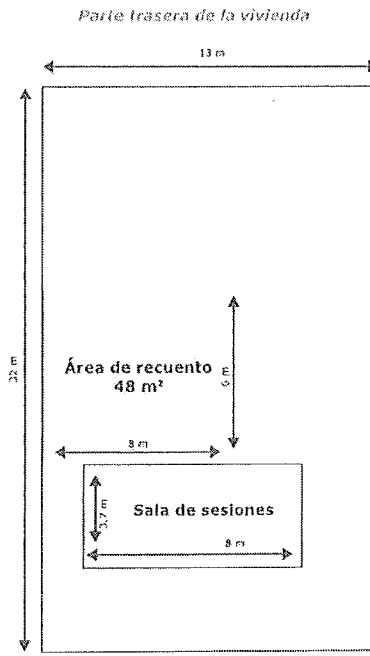 Parte trasera de la vivienda
13 m
32 m
Área de recuento
48 m²
6 m
8 m
3.7 m
Sala de sesiones
8 m